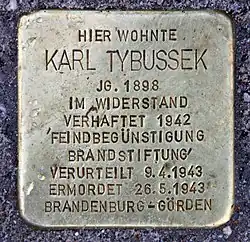 HIER WOHNTE
KARL TYBUSSEK
JG. 1898
IM WIDERSTAND
VERHAFTET 1942
'FEINDBEGÜNSTIGUNG
BRANDSTIFTUNG'
VERURTEILT 9.4.1943
ERMORDET 26.5.1943
BRANDENBURG-GÖRDEN